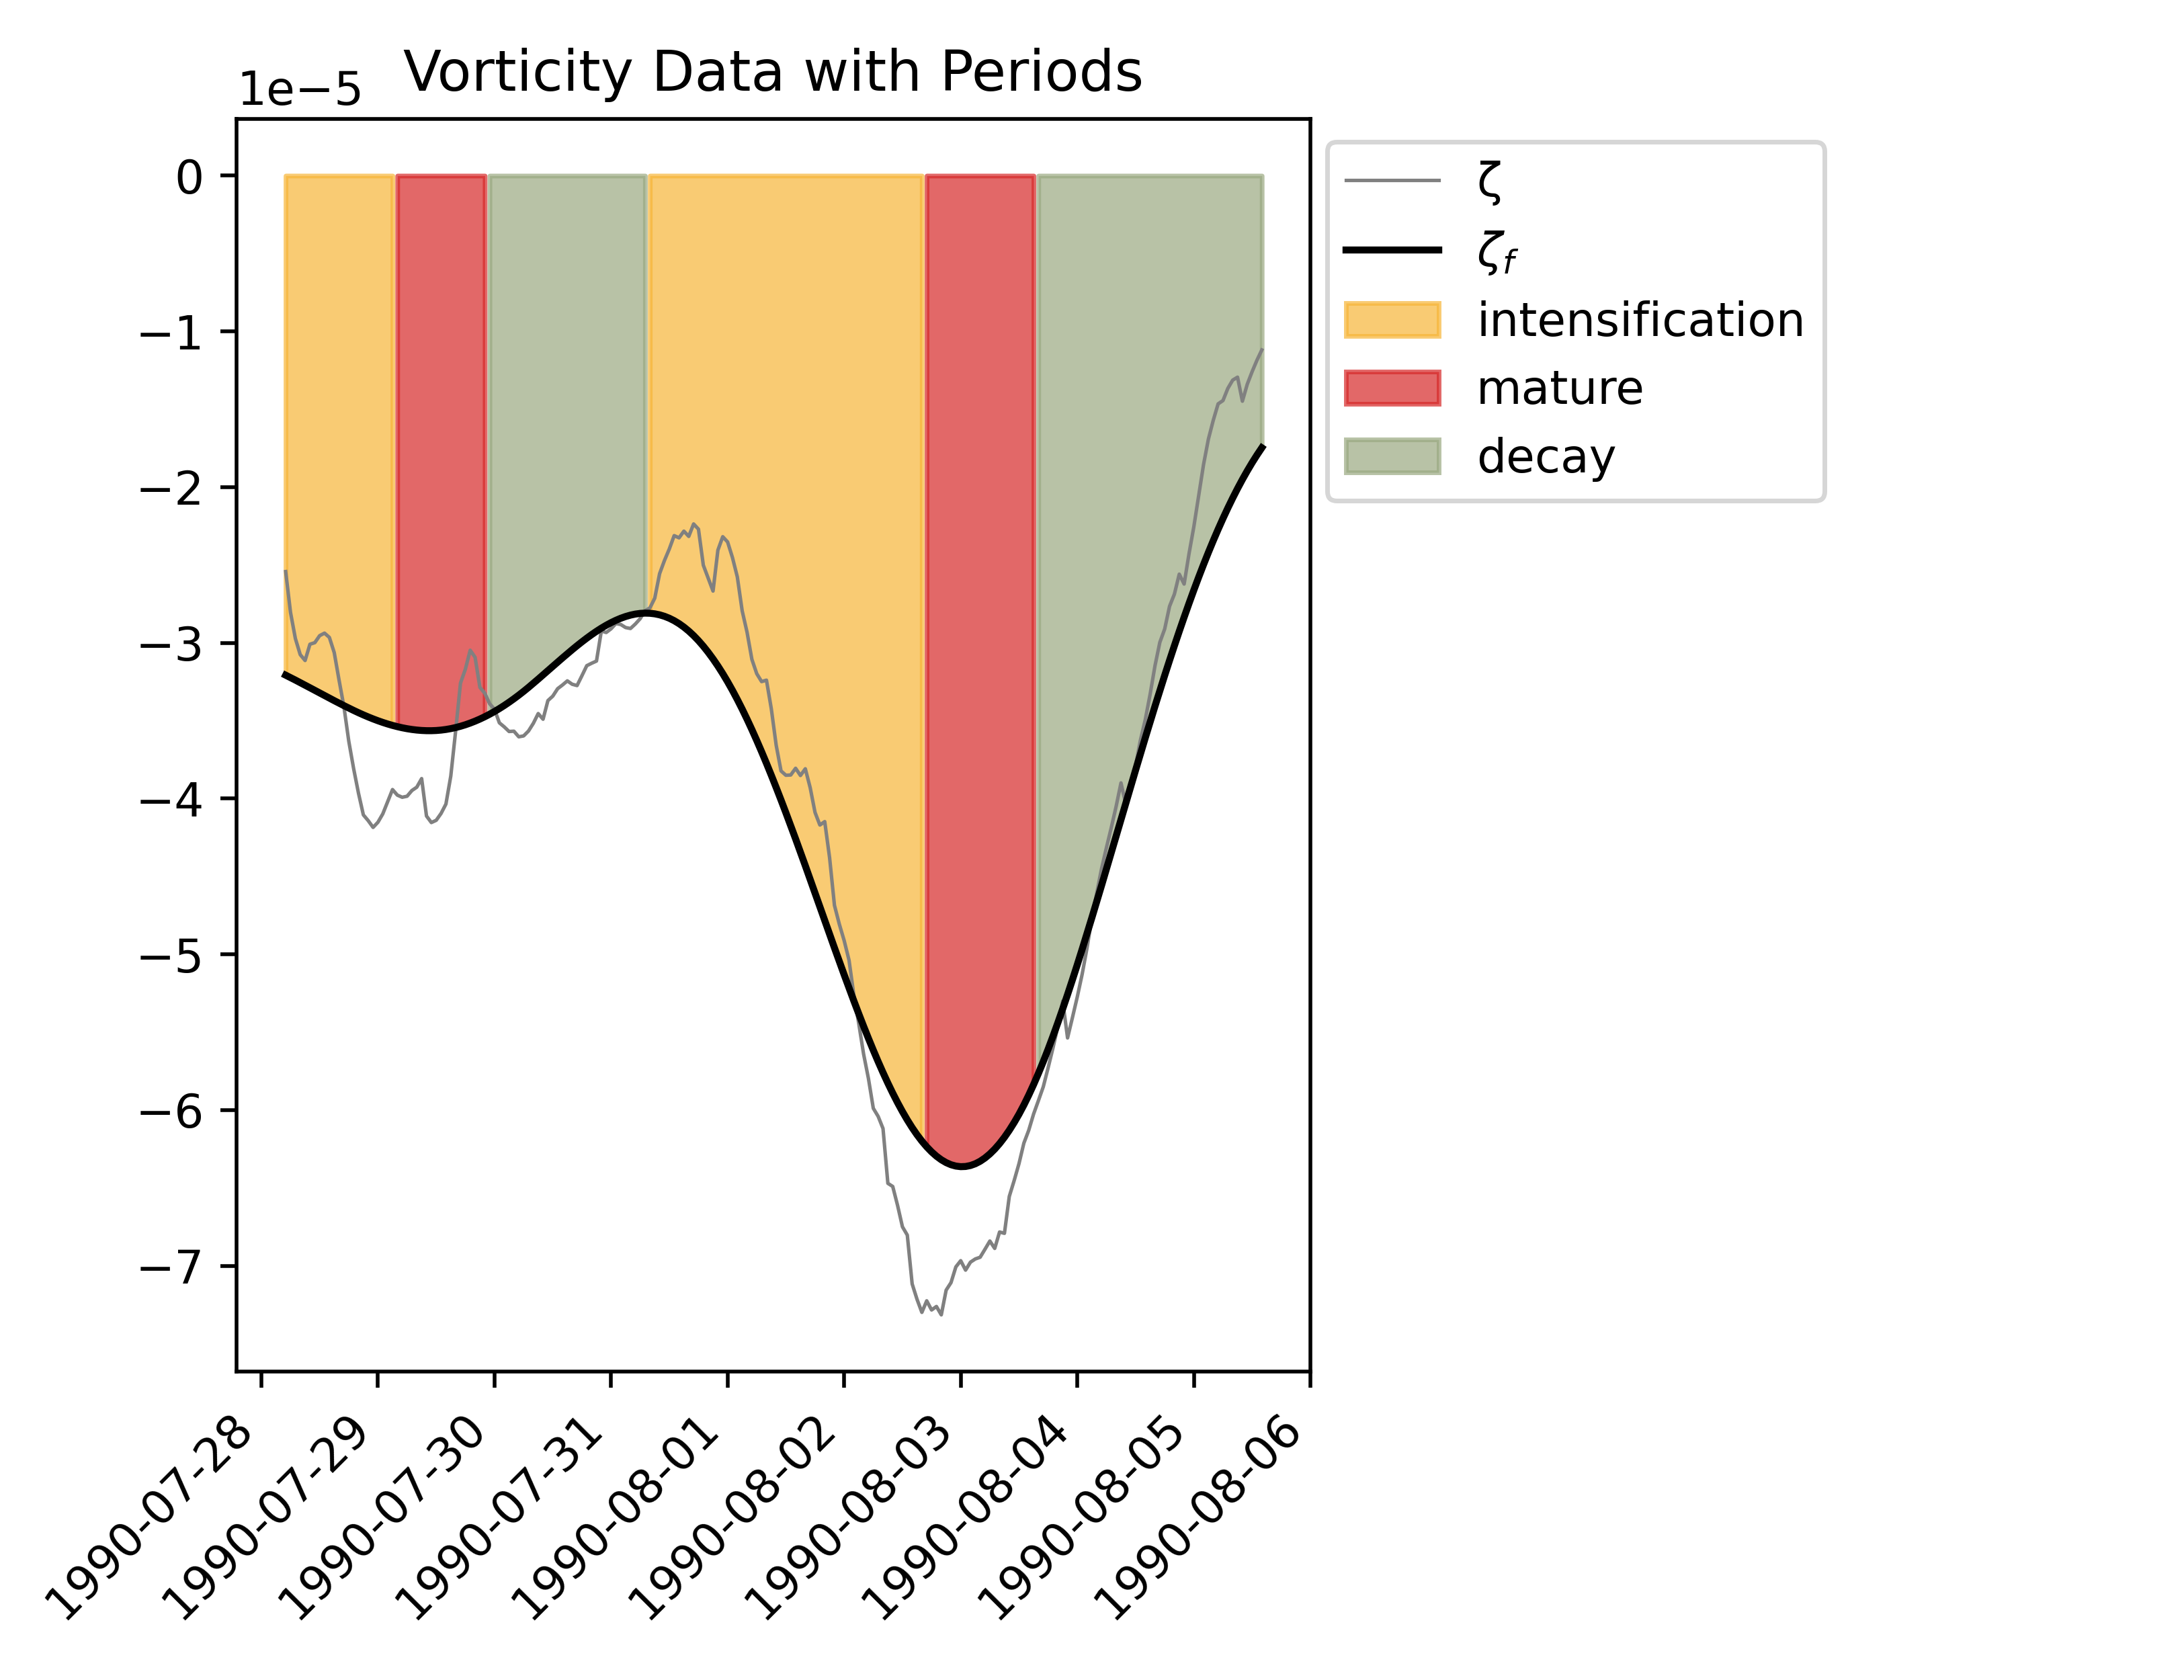 Vorticity Data with Periods
1e−5
0
−1
−2
−3
−4
−5
−6
−7
1990-07-28
1990-07-29
1990-07-30
1990-07-31
1990-08-01
1990-08-02
1990-08-03
1990-08-04
1990-08-05
1990-08-06
ζ
ζf
intensification
mature
decay